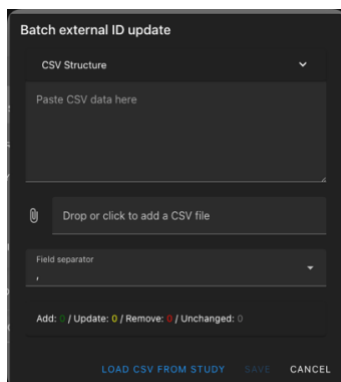 Batch external ID update
CSV Structure
Paste CSV data here
Drop or click to add a CSV file
Field separator
,
Add: 0 / Update: 0 / Remove: 0 / Unchanged: 0
LOAD CSV FROM STUDY SAVE CANCEL